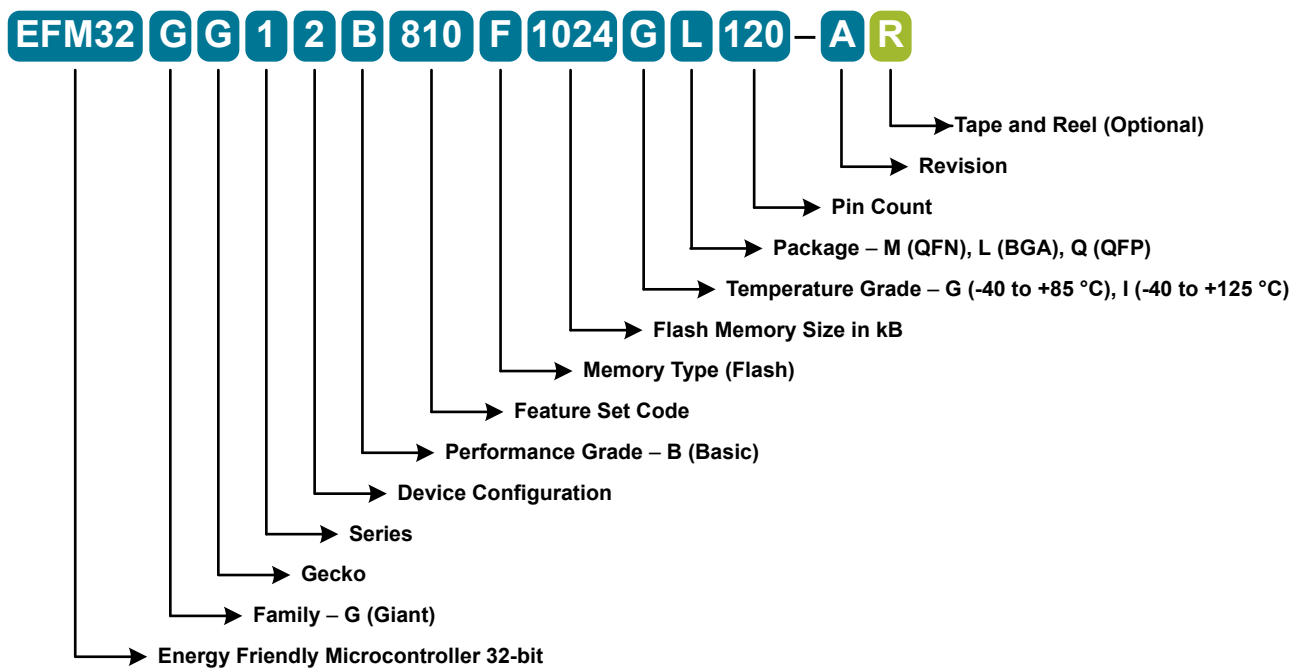 EFM32 G G 1 2 B 810 F 1024 G L 120 – A R
Tape and Reel (Optional)
Revision
Pin Count
Package – M (QFN), L (BGA), Q (QFP)
Temperature Grade – G (-40 to +85 °C), I (-40 to +125 °C)
Flash Memory Size in kB
Memory Type (Flash)
Feature Set Code
Performance Grade – B (Basic)
Device Configuration
Series
Gecko
Family – G (Giant)
Energy Friendly Microcontroller 32-bit